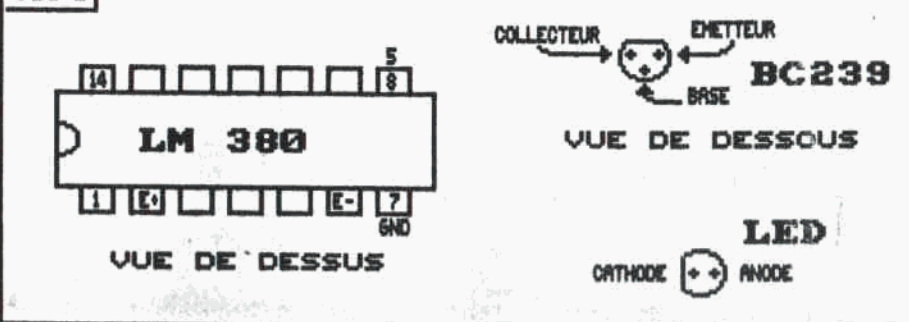 5
14 8
LM 380
1 E+ E- 7
GND
VUE DE DESSUS
COLLECTEUR EMETTEUR
BC239
BASE
VUE DE DESSOUS
LED
CATHODE ANODE